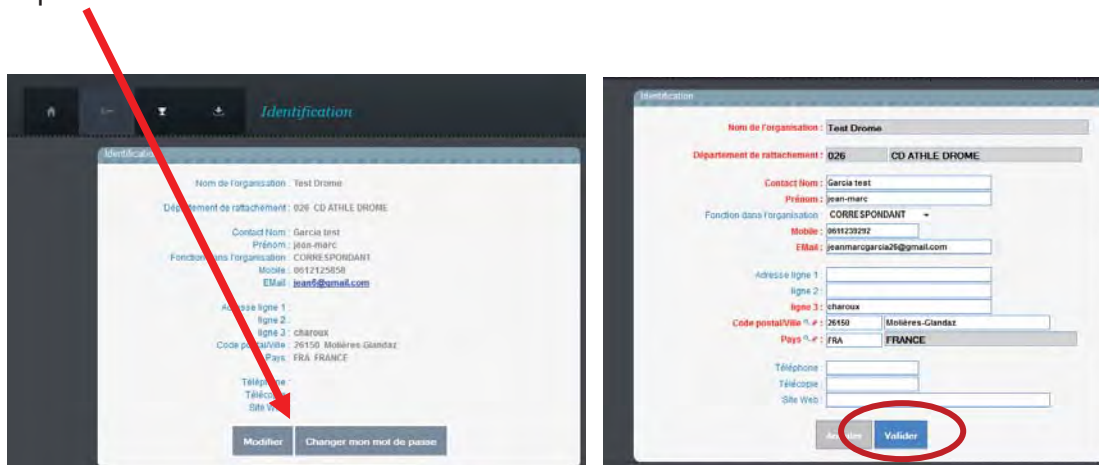 Identification
Identification
Nom de l'organisation : Test Drome
Département de rattachement : 026 CD ATHLE DROME
Contact Nom : Garcia test
Prénom : jean-marc
Fonction dans l'organisation : CORRESPONDANT
Mobile : 0612125858
EMail : jean6@gmail.com
Adresse ligne 1 :
ligne 2 :
ligne 3 : charoux
Code postal/Ville : 26150 Molières-Glandaz
Pays : FRA FRANCE
Téléphone :
Télécopie
Site Web
Modifier Changer mon mot de passe
Identification
Nom de l'organisation : Test Drome
Département de rattachement : 026 CD ATHLE DROME
Contact Nom : Garcia test
Prénom : jean-marc
Fonction dans l'organisation : CORRESPONDANT
Mobile : 0611239292
EMail : jeanmarcgarcia26@gmail.com
Adresse ligne 1 :
ligne 2 :
ligne 3 : charoux
Code postal/Ville : 26150 Molières-Glandaz
Pays : FRA FRANCE
Téléphone :
Télécopie :
Site Web :
Annuler Valider